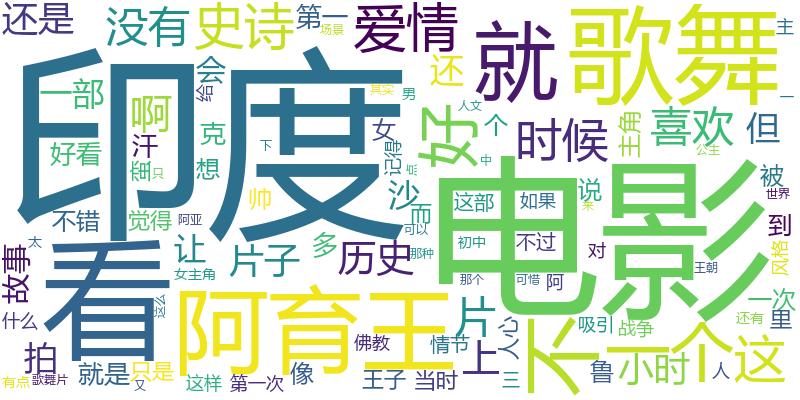 还是
没有
史诗
第一
场景
爱情
就
歌舞
主
印度
会
给
其实
男
还
一部
啊
克
人文
好
个
时候
喜欢
主角
但
一
好看
汗
想
女
下
记得
中
公主
只
不错
觉得
帅
沙
而
点
电影
这部
如果
说
被
世界
阿亚
可以
太
让
片子
多
历史
那种
初中
不过
对
到
风格
故事
看
女主角
那个
可惜
阿
来
王朝
这么
阿育王
片
不
一个
这
一次
什么
吸引
战争
还有
里
拍
佛教
情节
上
人心
有点
歌舞片
就是
又
只是
这样
第一次
像
王子
当时
三
鲁
小时
人